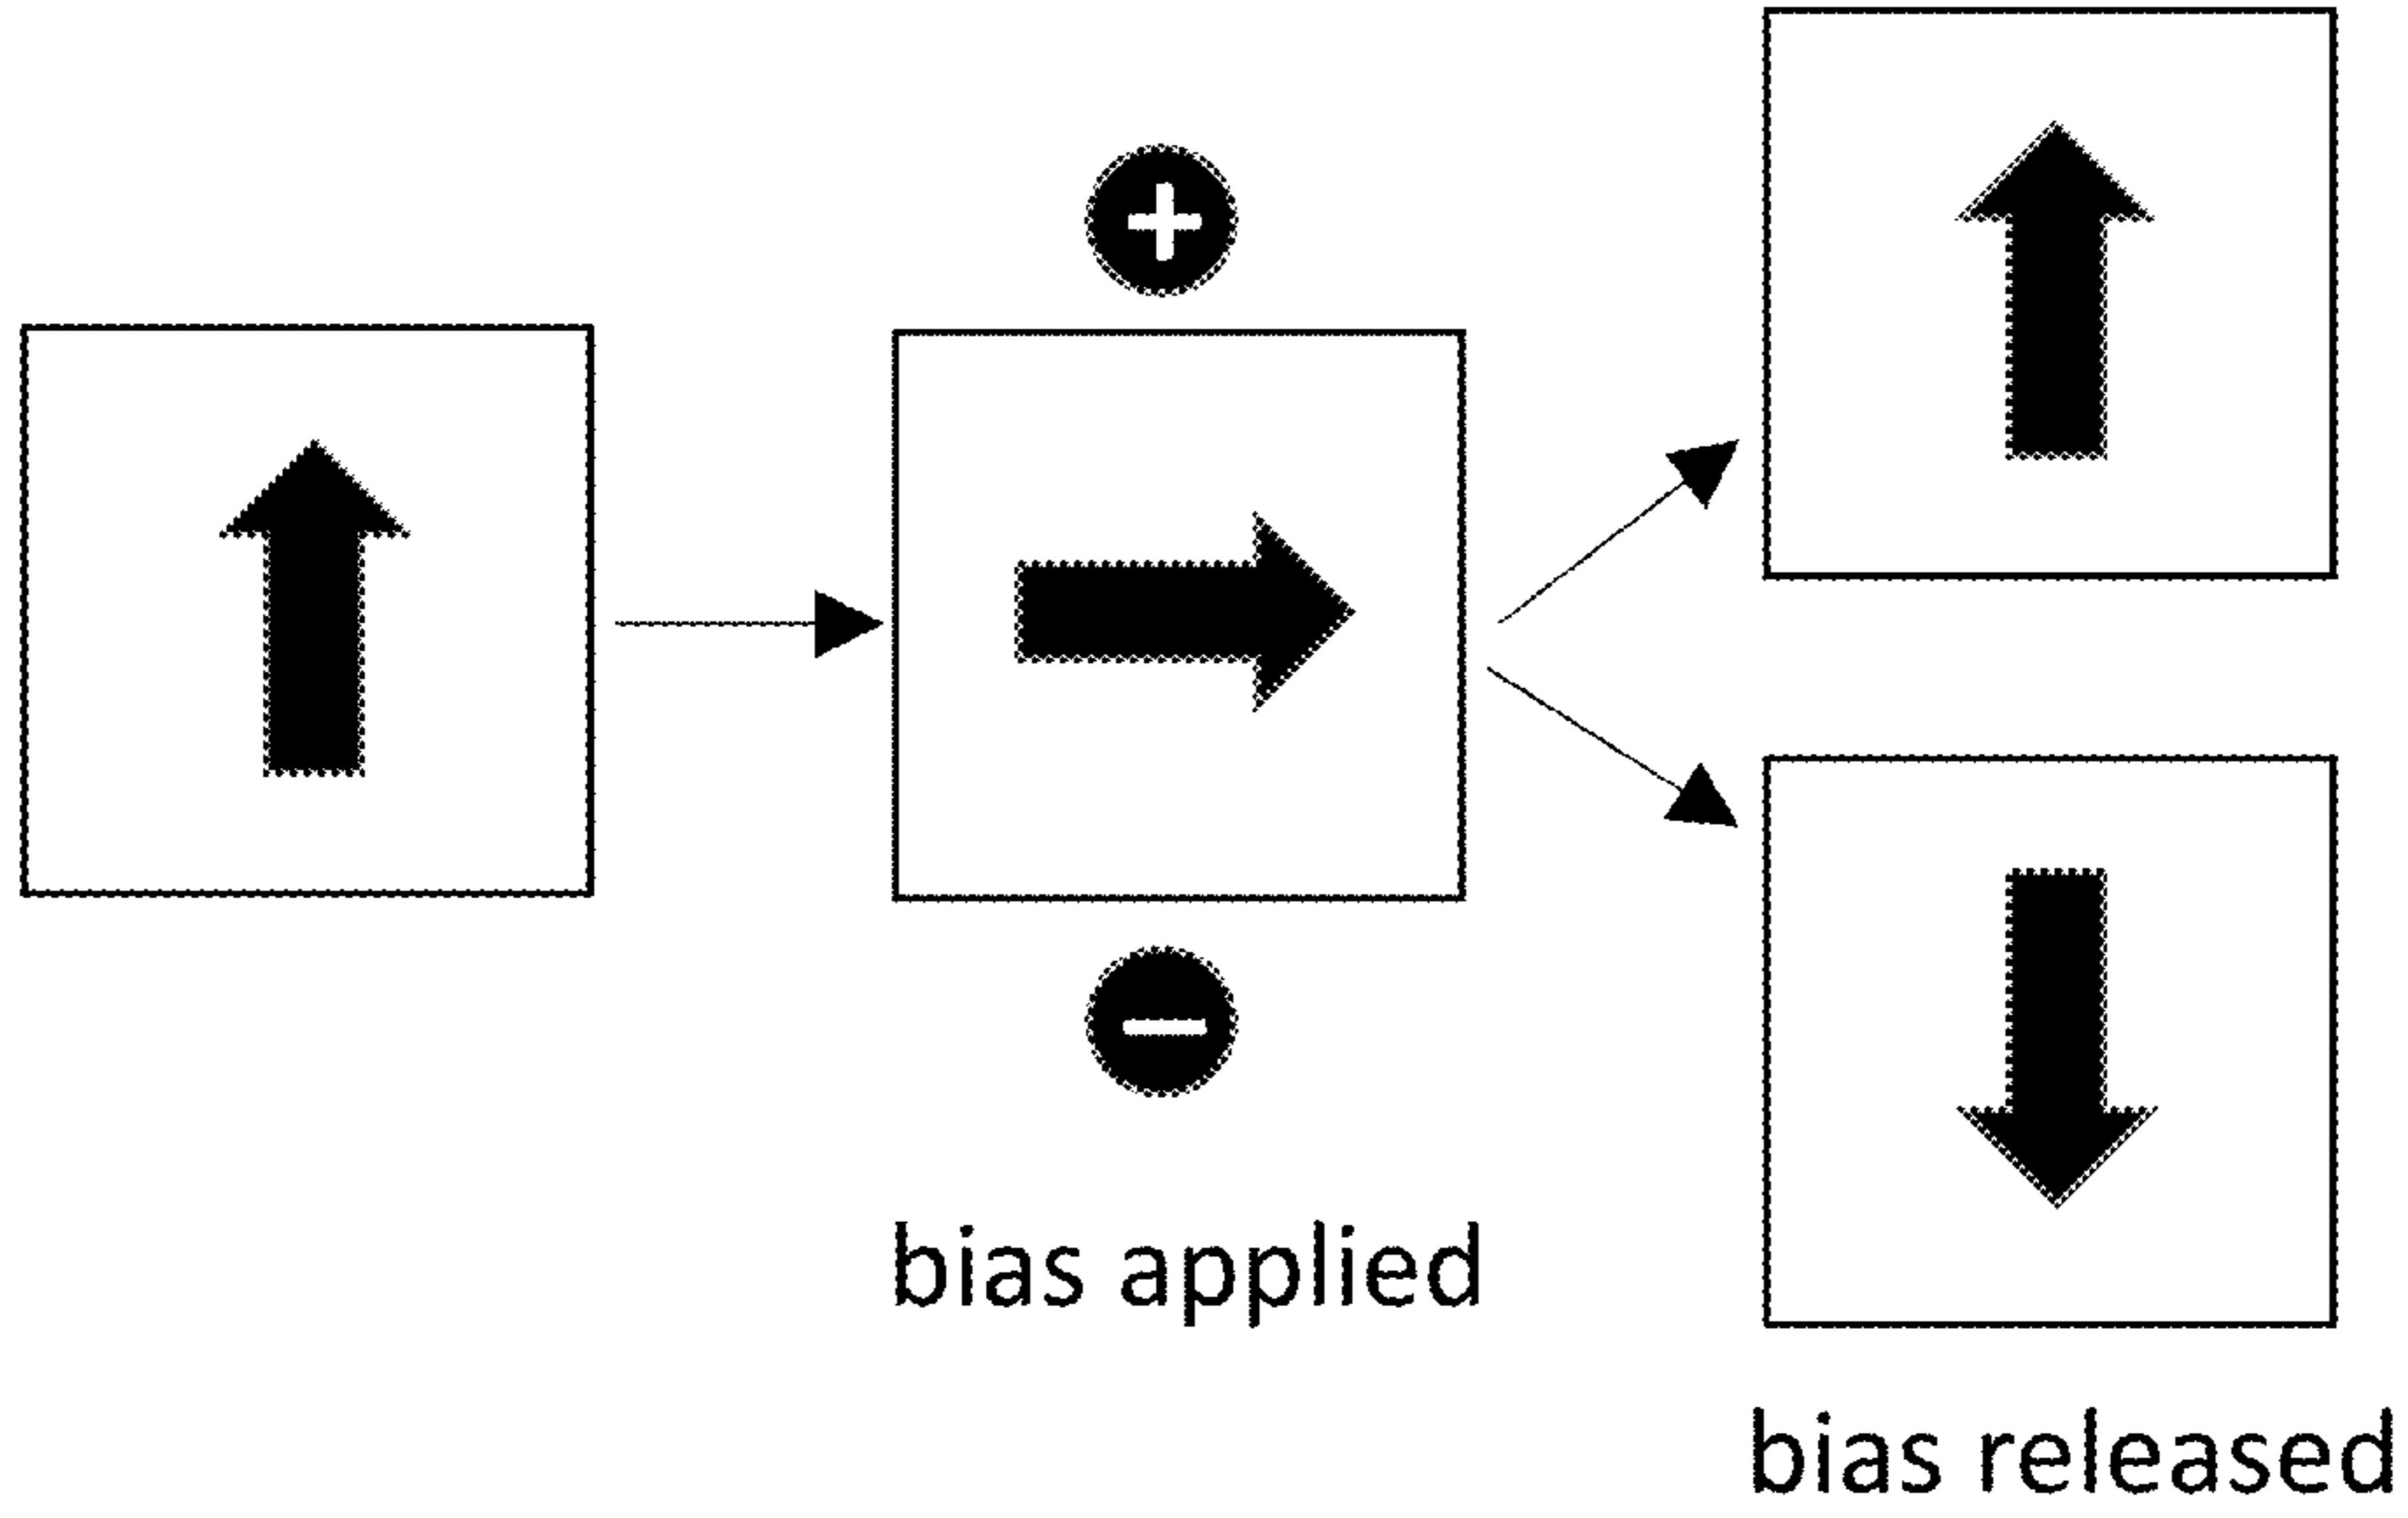 +
−
bias applied
bias released